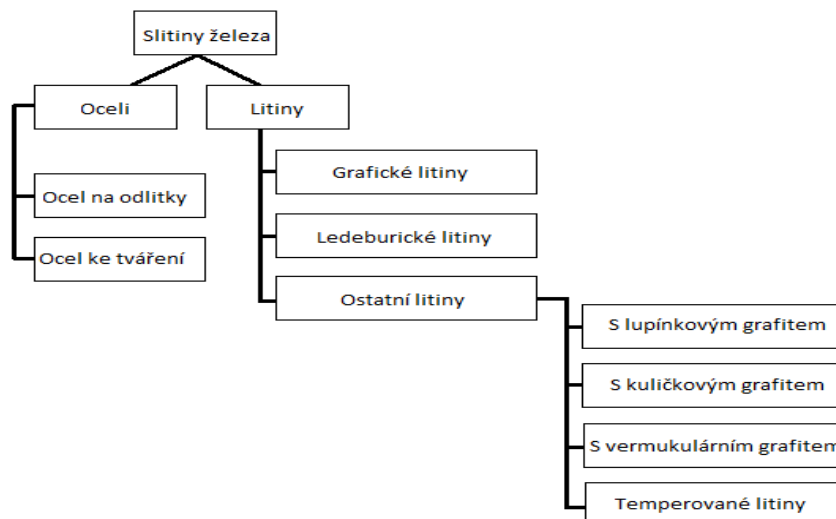 Slitiny železa
Oceli
Litiny
Grafické litiny
Ocel na odlitky
Ledeburické litiny
Ocel ke tváření
Ostatní litiny
S lupínkovým grafitem
S kuličkovým grafitem
S vermukulárním grafitem
Temperované litiny